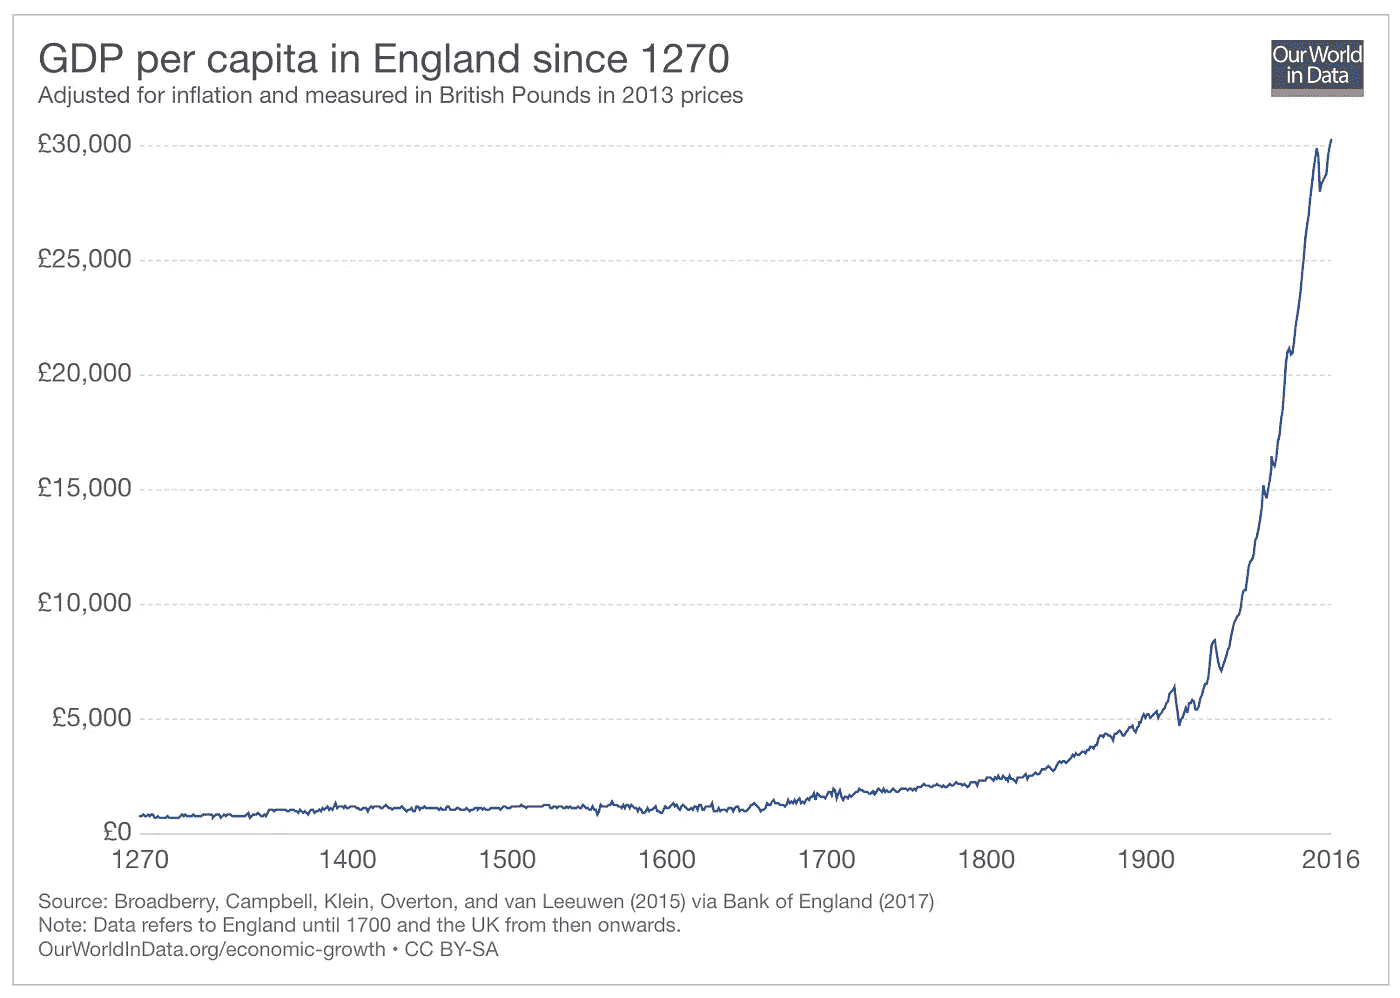 GDP per capita in England since 1270
Adjusted for inflation and measured in British Pounds in 2013 prices
Our World
in Data
£30,000
£25,000
£20,000
£15,000
£10,000
£5,000
£0
1270 1400 1500 1600 1700 1800 1900 2016
Source: Broadberry, Campbell, Klein, Overton, and van Leeuwen (2015) via Bank of England (2017)
Note: Data refers to England until 1700 and the UK from then onwards.
OurWorldInData.org/economic-growth • CC BY-SA